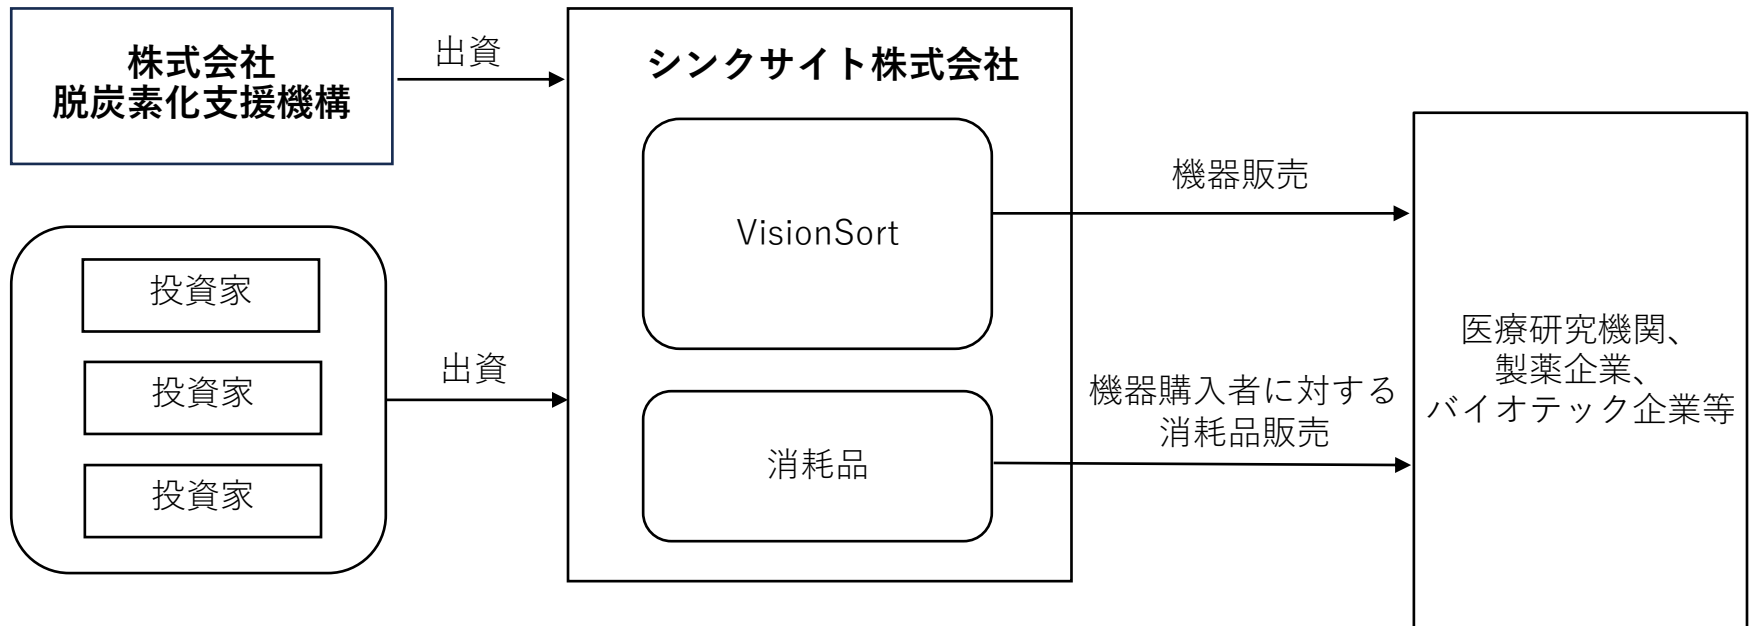 株式会社
脱炭素化支援機構
出資
シンクサイト株式会社
VisionSort
機器販売
投資家
投資家
投資家
出資
消耗品
機器購入者に対する
消耗品販売
医療研究機関、
製薬企業、
バイオテック企業等